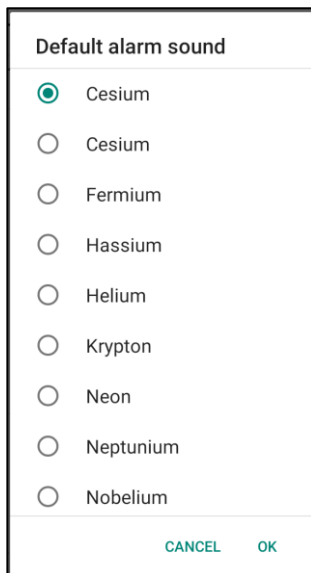 Default alarm sound
Cesium
Cesium
Fermium
Hassium
Helium
Krypton
Neon
Neptunium
Nobelium
CANCEL OK